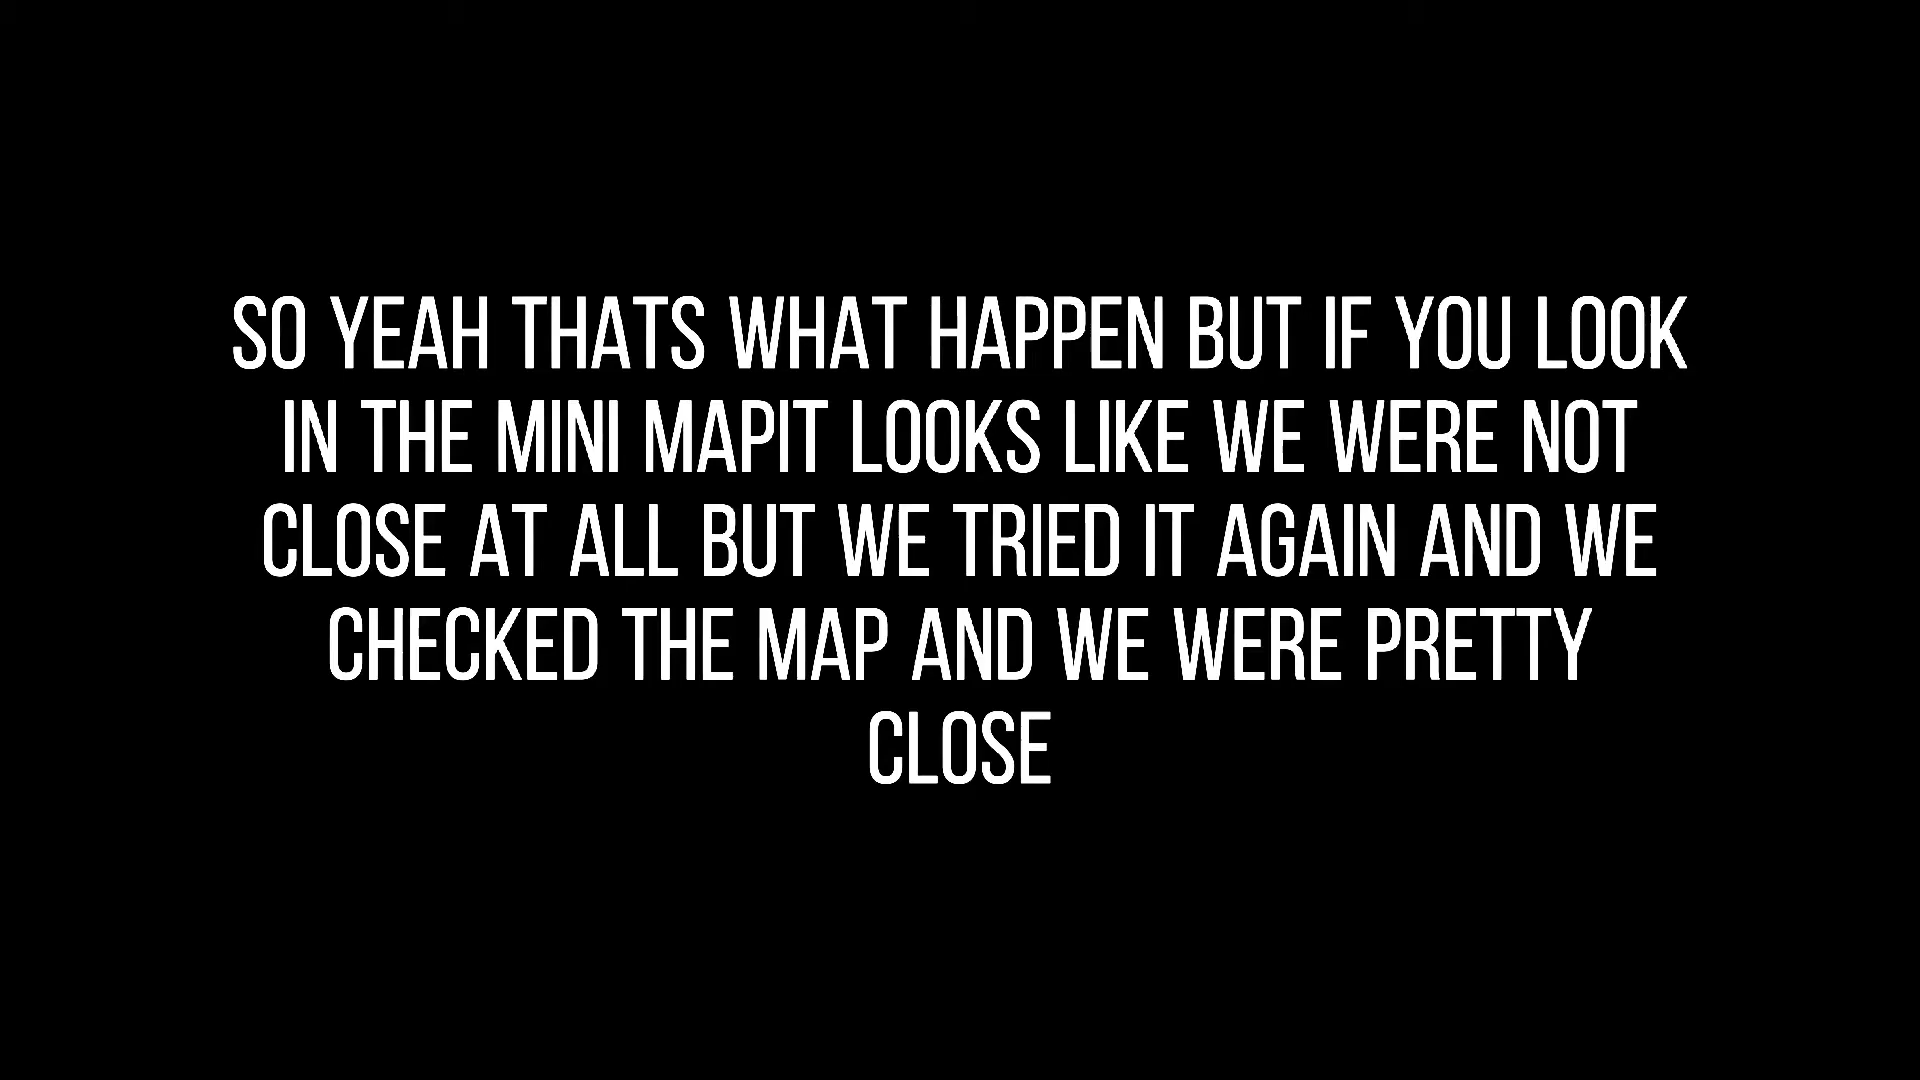 SO YEAH THATS WHAT HAPPEN BUT IF YOU LOOK
IN THE MINI MAPIT LOOKS LIKE WE WERE NOT
CLOSE AT ALL BUT WE TRIED IT AGAIN AND WE
CHECKED THE MAP AND WE WERE PRETTY
CLOSE